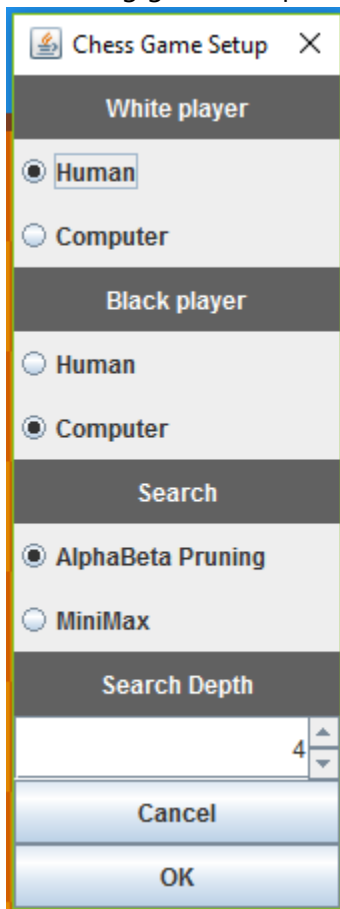 Chess Game Setup
White player
Human
Computer
Black player
Human
Computer
Search
AlphaBeta Pruning
MiniMax
Search Depth
4
Cancel
OK